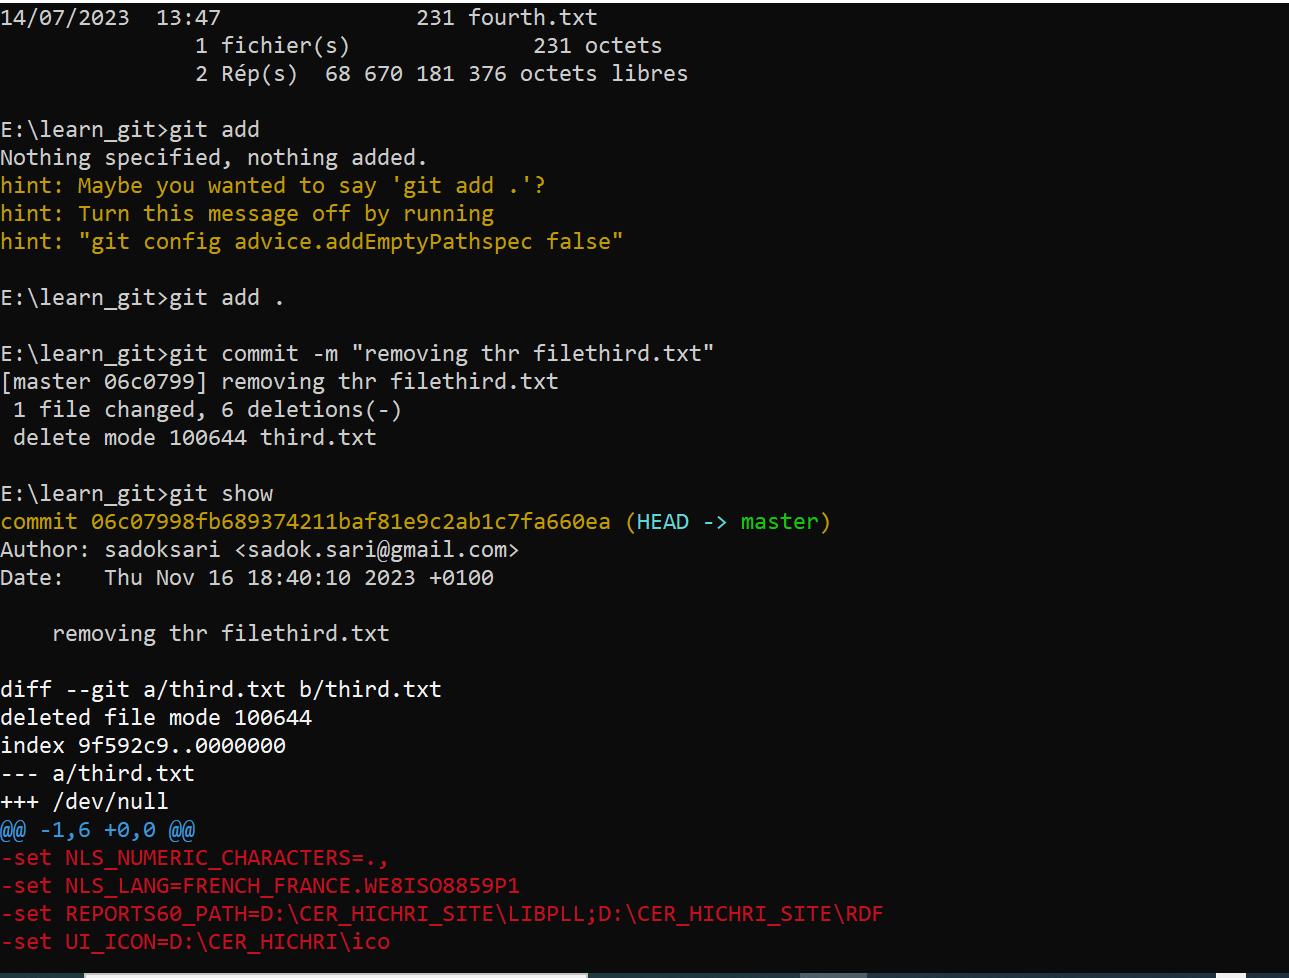 14/07/2023  13:47               231 fourth.txt
               1 fichier(s)              231 octets
               2 Rép(s)  68 670 181 376 octets libres
E:\learn_git>git add
Nothing specified, nothing added.
hint: Maybe you wanted to say 'git add .'?
hint: Turn this message off by running
hint: "git config advice.addEmptyPathspec false"
E:\learn_git>git add .
E:\learn_git>git commit -m "removing thr filethird.txt"
[master 06c0799] removing thr filethird.txt
 1 file changed, 6 deletions(-)
 delete mode 100644 third.txt
E:\learn_git>git show
commit 06c07998fb689374211baf81e9c2ab1c7fa660ea (HEAD -> master)
Author: sadoksari <sadok.sari@gmail.com>
Date:   Thu Nov 16 18:40:10 2023 +0100
    removing thr filethird.txt
diff --git a/third.txt b/third.txt
deleted file mode 100644
index 9f592c9..0000000
--- a/third.txt
+++ /dev/null
@@ -1,6 +0,0 @@
-set NLS_NUMERIC_CHARACTERS=.,
-set NLS_LANG=FRENCH_FRANCE.WE8ISO8859P1
-set REPORTS60_PATH=D:\CER_HICHRI_SITE\LIBPLL;D:\CER_HICHRI_SITE\RDF
-set UI_ICON=D:\CER_HICHRI\ico